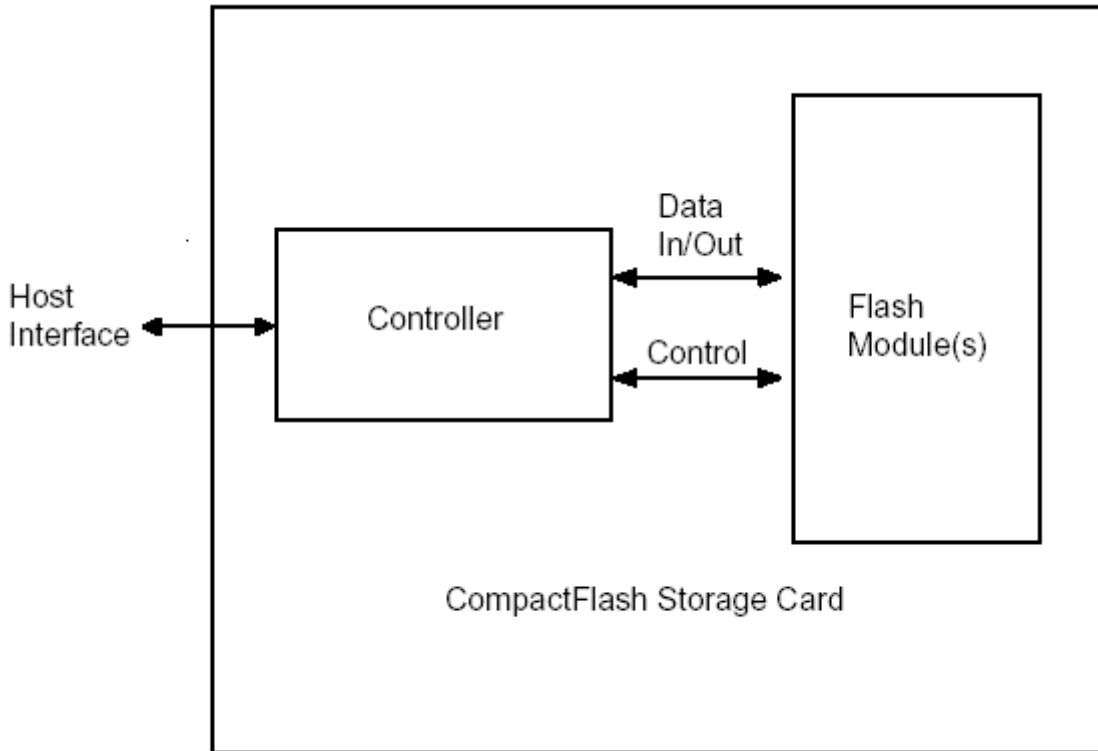 Host
Interface
Controller
Data
In/Out
Control
Flash
Module(s)
CompactFlash Storage Card